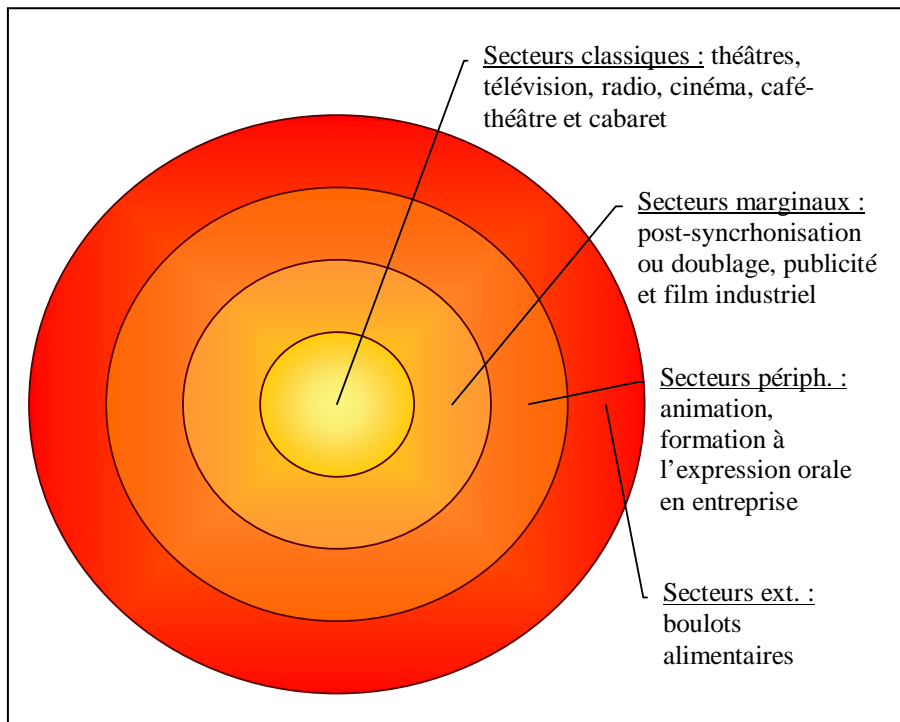 Secteurs classiques : théâtres,
télévision, radio, cinéma, café-
théâtre et cabaret
Secteurs marginaux :
post-syncrhonisation
ou doublage, publicité
et film industriel
Secteurs périph. :
animation,
formation à
l’expression orale
en entreprise
Secteurs ext. :
boulots
alimentaires